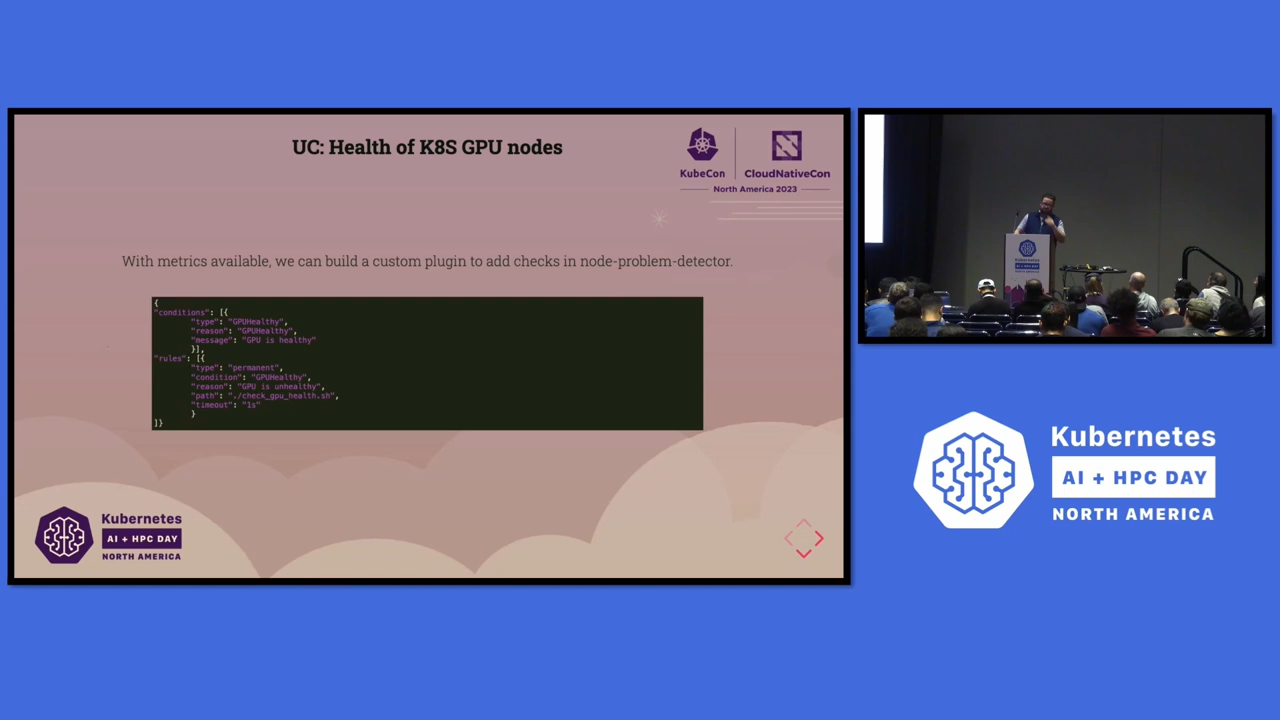 UC: Health of K8S GPU nodes
KubeCon
CloudNativeCon
North America 2023
With metrics available, we can build a custom plugin to add checks in node-problem-detector.
{
"conditions": [{
"type": "GPUHealthy",
"reason": "GPUHealthy",
"message": "GPU is healthy"
}],
"rules": [{
"type": "permanent",
"condition": "GPUHealthy",
"reason": "GPU is unhealthy",
"path": "./check_gpu_health.sh",
"timeout": "1s"
}
]}
Kubernetes
AI + HPC DAY
NORTH AMERICA
Kubernetes
AI + HPC DAY
NORTH AMERICA